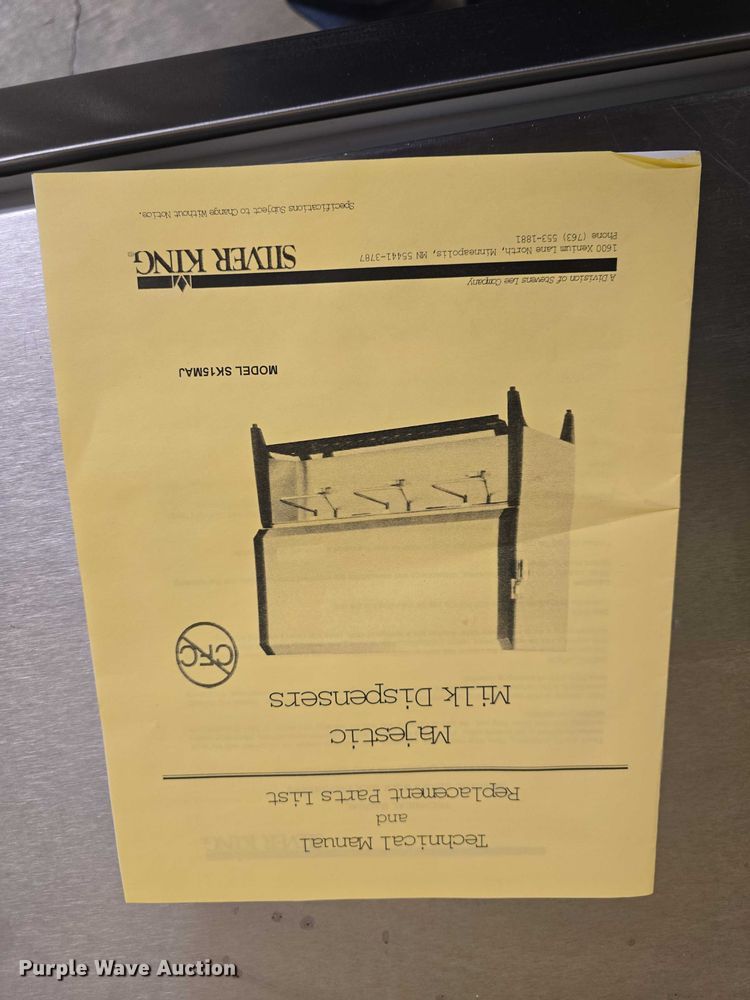 Technical Manual
and
Replacement Parts List
Majestic
Milk Dispensers
CFC
MODEL SK15MAJ
A Division of Stevens Lee Company
SILVER KING
1600 Xenium Lane North, Minneapolis, MN 55441-3787
Phone (763) 553-1881
Specifications Subject to Change Without Notice.
SILVER KING
Purple Wave Auction